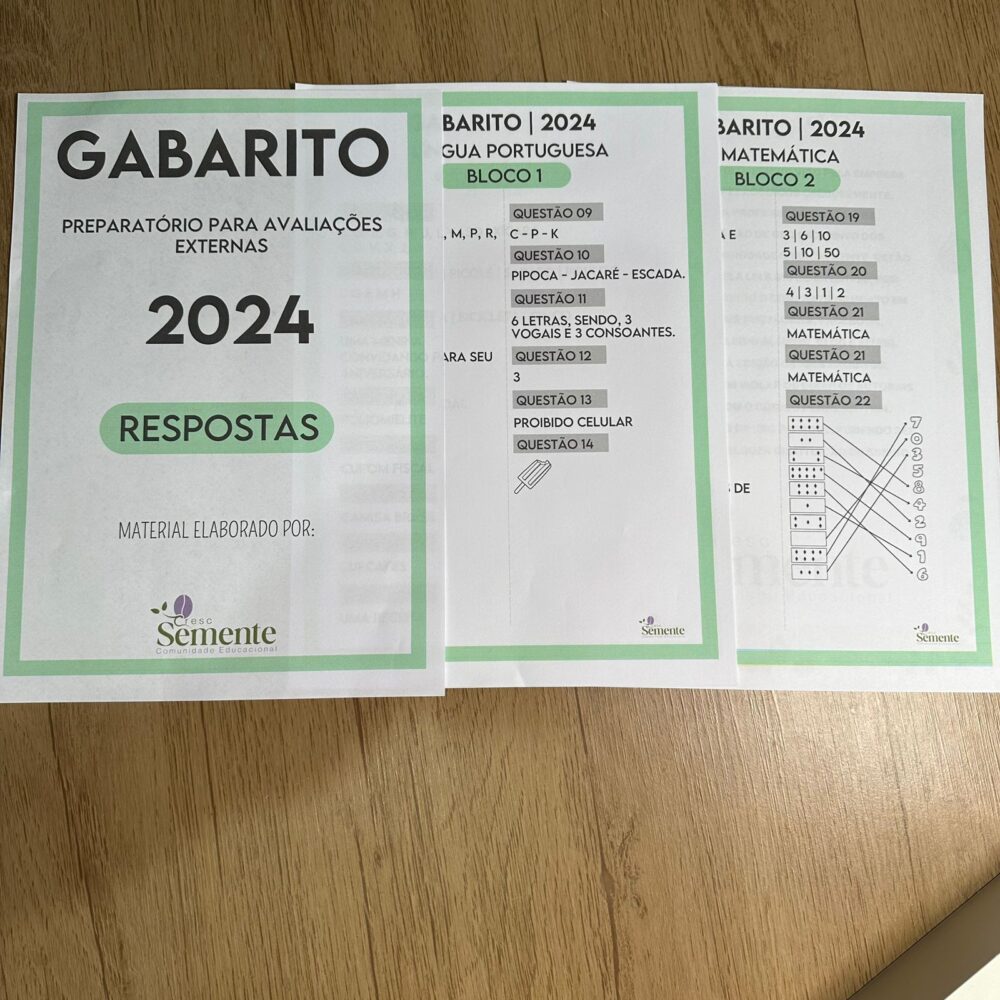 GABARITO
PREPARATÓRIO PARA AVALIAÇÕES
EXTERNAS
2024
RESPOSTAS
MATERIAL ELABORADO POR:
Cresc
Semente
Comunidade Educacional
BARITO | 2024
GUA PORTUGUESA
BLOCO 1
, M, P, R,
ARA SEU
QUESTÃO 09
C - P - K
QUESTÃO 10
PIPOCA - JACARÉ - ESCADA.
QUESTÃO 11
6 LETRAS, SENDO, 3
VOGAIS E 3 CONSOANTES.
QUESTÃO 12
3
QUESTÃO 13
PROIBIDO CELULAR
QUESTÃO 14
Semente
BARITO | 2024
MATEMÁTICA
BLOCO 2
E
DE
QUESTÃO 19
3 | 6 | 10
5 | 10 | 50
QUESTÃO 20
4 | 3 | 1 | 2
QUESTÃO 21
MATEMÁTICA
QUESTÃO 21
MATEMÁTICA
QUESTÃO 22
7
0
3
5
8
4
2
9
1
6
Semente